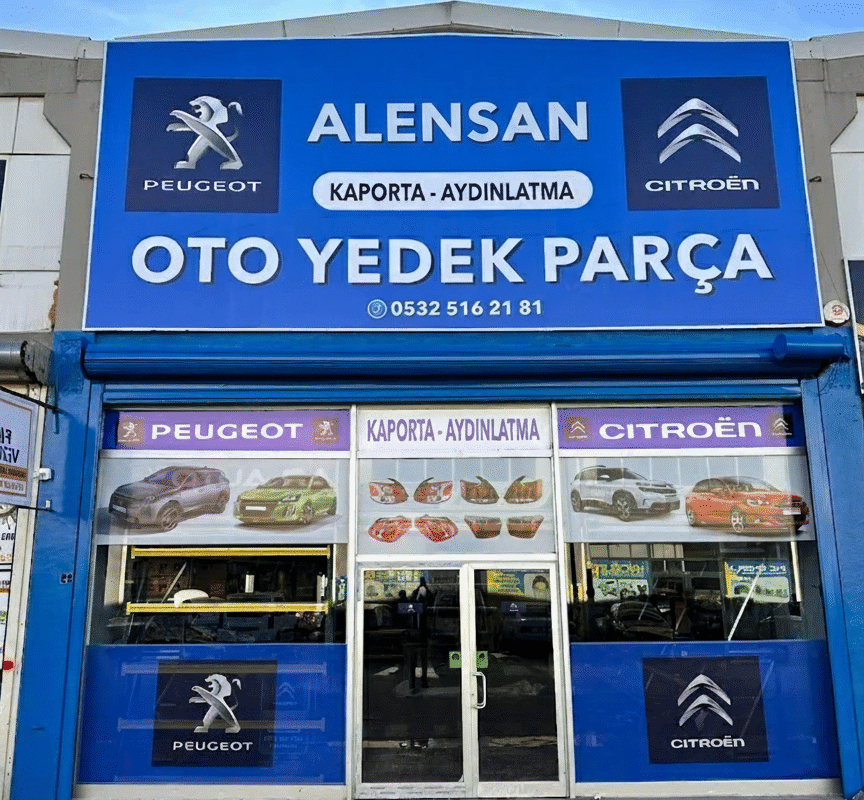 ALENSAN
PEUGEOT
CITROËN
KAPORTA - AYDINLATMA
OTO YEDEK PARÇA
0532 516 21 81
PEUGEOT
KAPORTA - AYDINLATMA
CITROËN
PEUGEOT
CITROËN